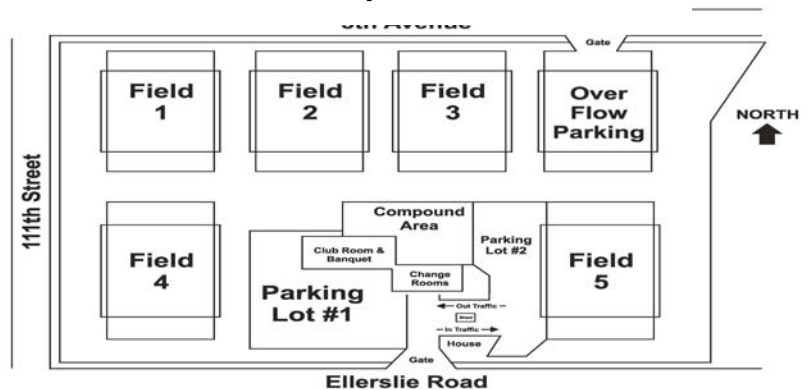 Avenue
Gate
Field
1
Field
2
Field
3
Over
Flow
Parking
NORTH
111th Street
Field
4
Compound
Area
Club Room &
Banquet
Change
Rooms
Parking
Lot #2
Field
5
Parking
Lot #1
Out Traffic
In Traffic
House
Gate
Ellerslie Road